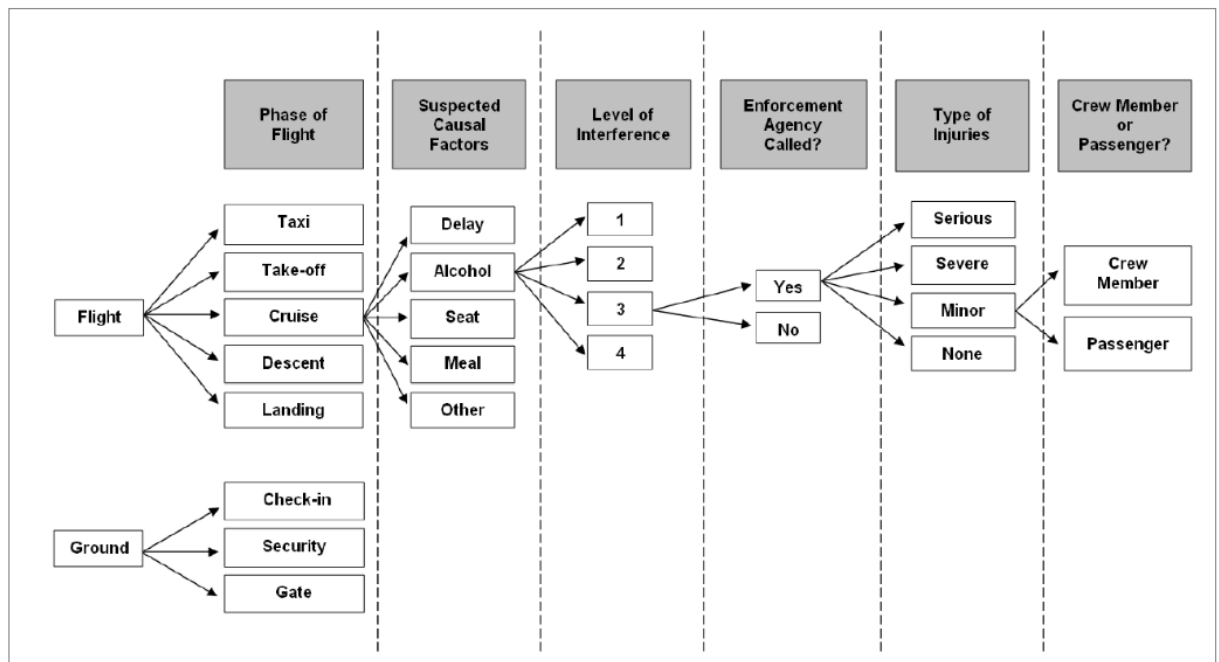 Phase of
Flight
Suspected
Causal
Factors
Level of
Interference
Enforcement
Agency
Called?
Type of
Injuries
Crew Member
or
Passenger?
Flight
Taxi
Take-off
Cruise
Descent
Landing
Delay
Alcohol
Seat
Meal
Other
1
2
3
4
Yes
No
Serious
Severe
Minor
None
Crew
Member
Passenger
Ground
Check-in
Security
Gate